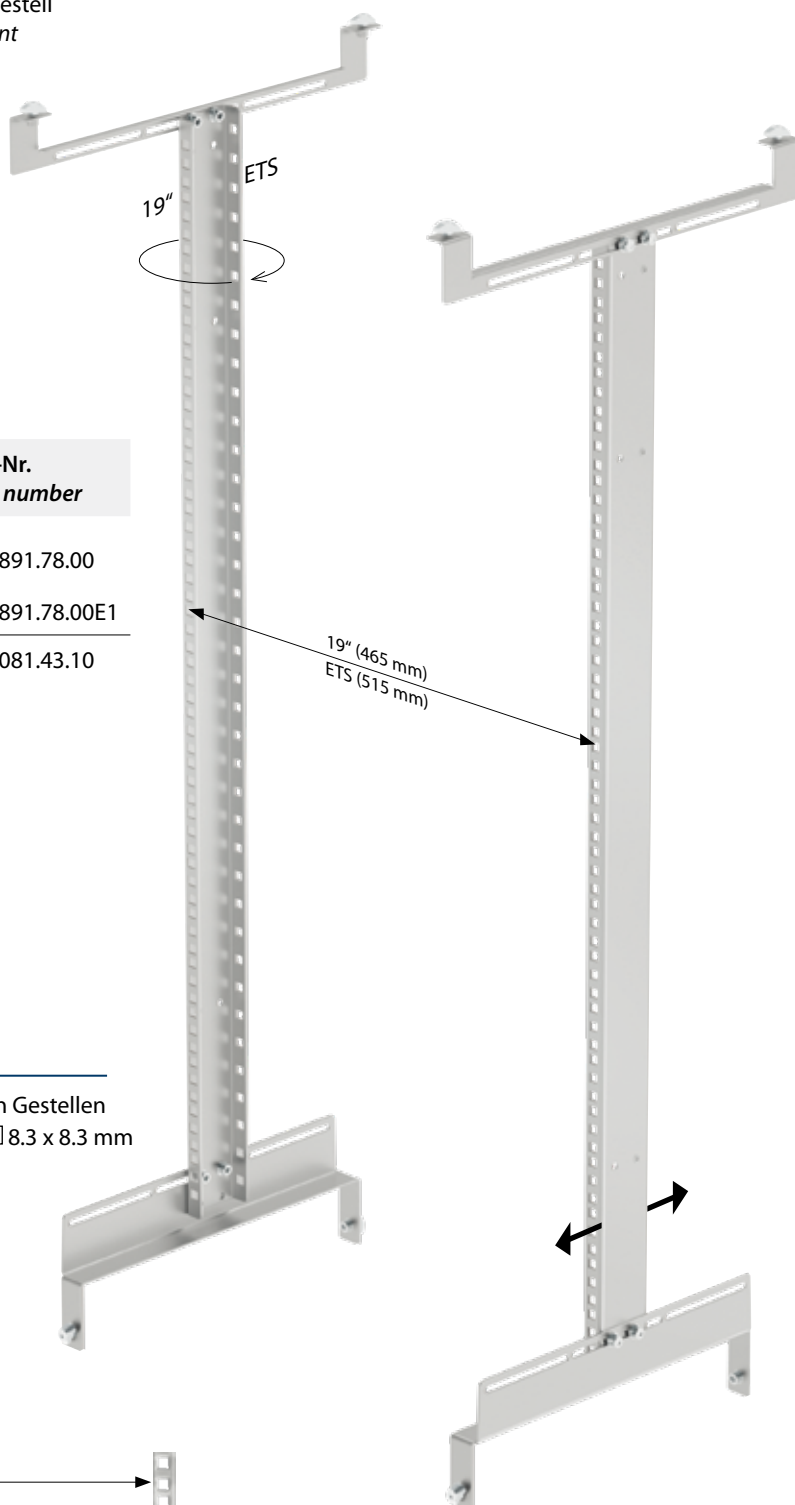 estell
nt
19“
ETS
-Nr.
number
891.78.00
891.78.00E1
081.43.10
19“ (465 mm)
ETS (515 mm)
n Gestellen
8.3 x 8.3 mm